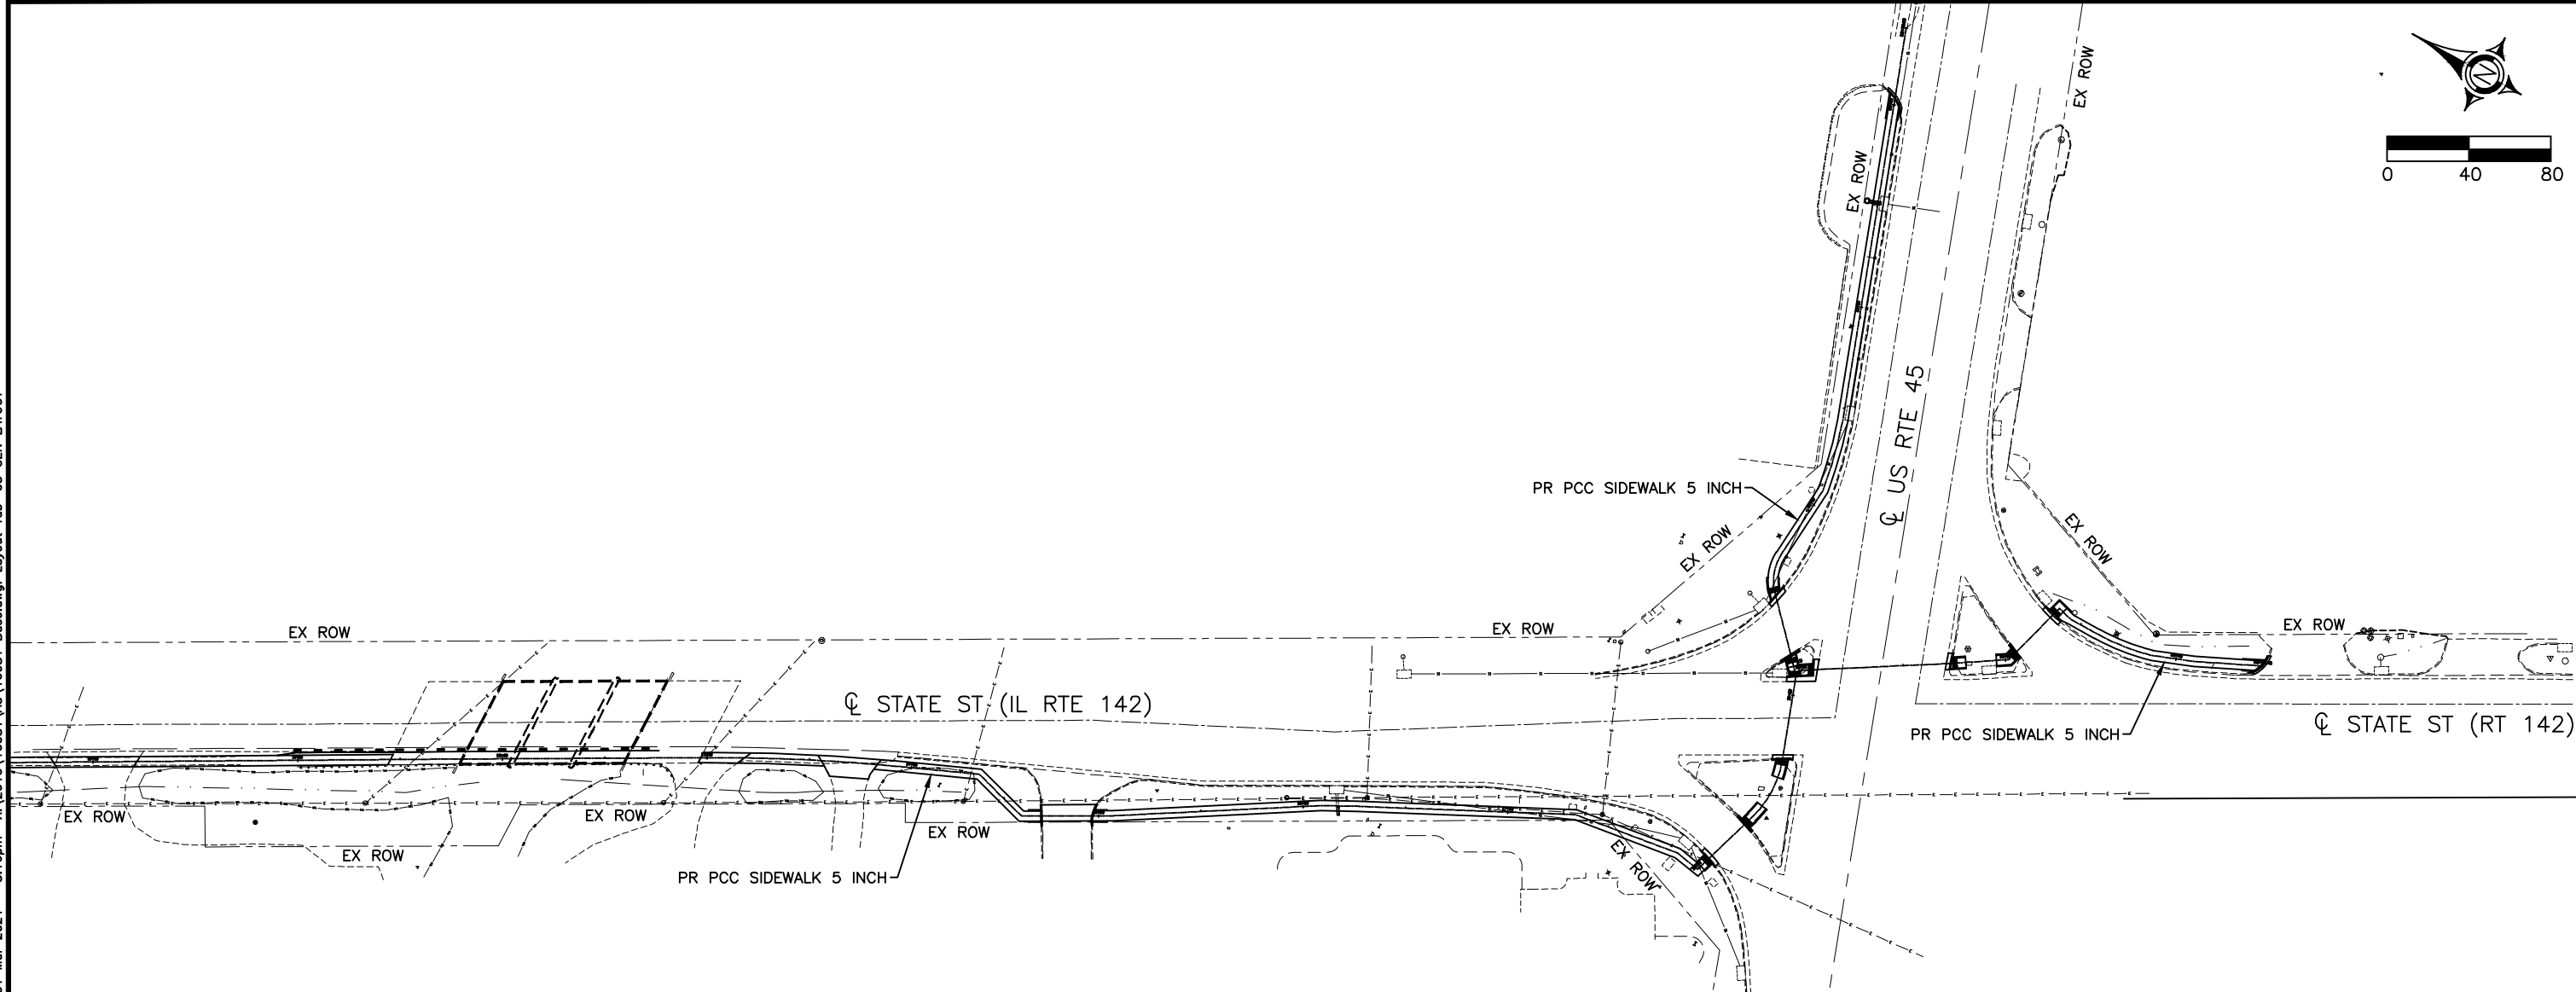 EX ROW
N
0 40 80
EX ROW
℄ US RTE 45
PR PCC SIDEWALK 5 INCH
EX ROW
EX ROW
EX ROW
EX ROW
EX ROW
℄ STATE ST (IL RTE 142)
℄ STATE ST (RT 142)
PR PCC SIDEWALK 5 INCH
EX ROW
EX ROW
EX ROW
EX ROW
EX ROW
PR PCC SIDEWALK 5 INCH